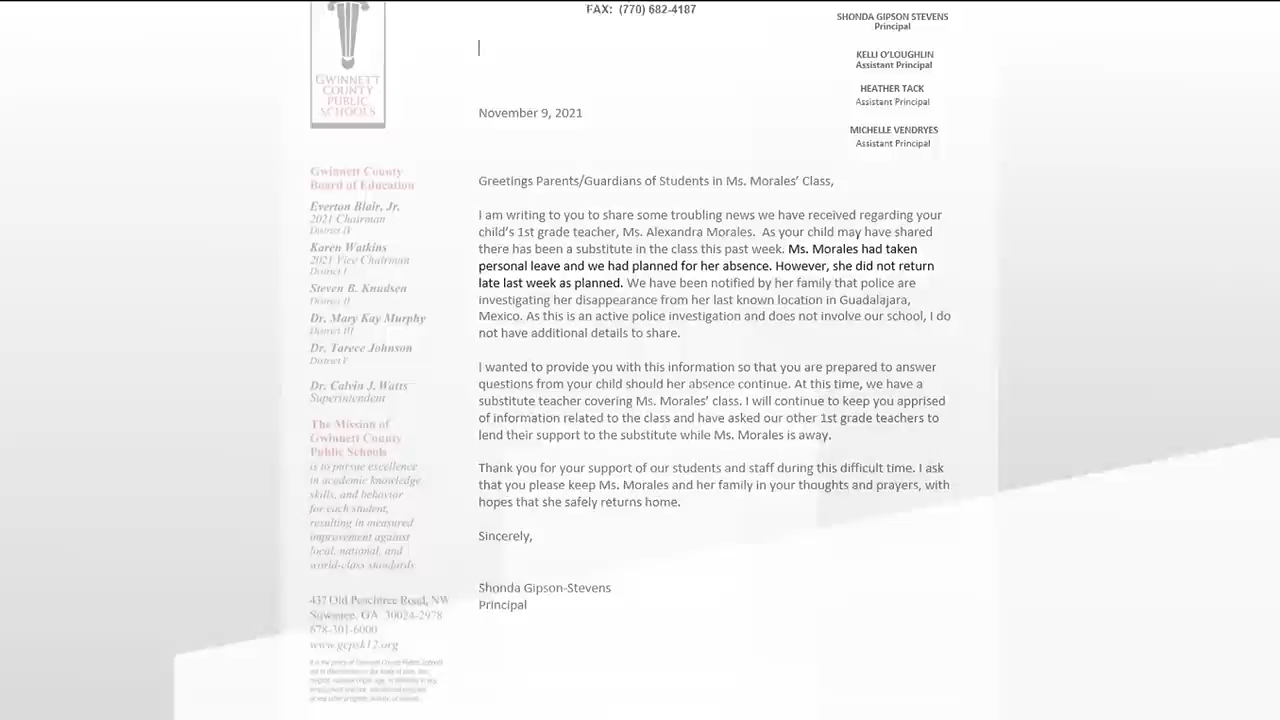 FAX: (770) 682-4187
SHONDA GIPSON STEVENS
Principal
KELLI O'LOUGHLIN
Assistant Principal
HEATHER TACK
Assistant Principal
MICHELLE VENDRYES
Assistant Principal
GWINNETT
COUNTY
PUBLIC
SCHOOLS
Gwinnett County
Board of Education
Everton Blair, Jr.
2021 Chairman
District IV
Karen Watkins
2021 Vice Chairman
District I
Steven B. Knudsen
District II
Dr. Mary Kay Murphy
District III
Dr. Tarece Johnson
District V
Dr. Calvin J. Watts
Superintendent
The Mission of
Gwinnett County
Public Schools
is to pursue excellence
in academic knowledge,
skills, and behavior
for each student,
resulting in measured
improvement against
local, national, and
world-class standards
437 Old Peachtree Road, NW
Suwanee, GA 30024-2978
678-301-6000
www.gcpsk12.org
November 9, 2021
Greetings Parents/Guardians of Students in Ms. Morales' Class,
I am writing to you to share some troubling news we have received regarding your
child's 1st grade teacher, Ms. Alexandra Morales. As your child may have shared
there has been a substitute in the class this past week. Ms. Morales had taken
personal leave and we had planned for her absence. However, she did not return
late last week as planned. We have been notified by her family that police are
investigating her disappearance from her last known location in Guadalajara,
Mexico. As this is an active police investigation and does not involve our school, I do
not have additional details to share.
I wanted to provide you with this information so that you are prepared to answer
questions from your child should her absence continue. At this time, we have a
substitute teacher covering Ms. Morales' class. I will continue to keep you apprised
of information related to the class and have asked our other 1st grade teachers to
lend their support to the substitute while Ms. Morales is away.
Thank you for your support of our students and staff during this difficult time. I ask
that you please keep Ms. Morales and her family in your thoughts and prayers, with
hopes that she safely returns home.
Sincerely,
Shonda Gipson-Stevens
Principal